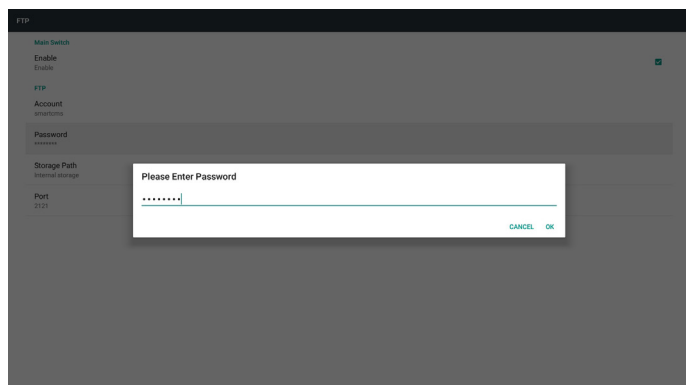 FTP
Main Switch
Enable
Enable
FTP
Account
smartcms
Password
********
Storage Path
Internal storage
Port
2121
Please Enter Password
••••••••
CANCEL OK